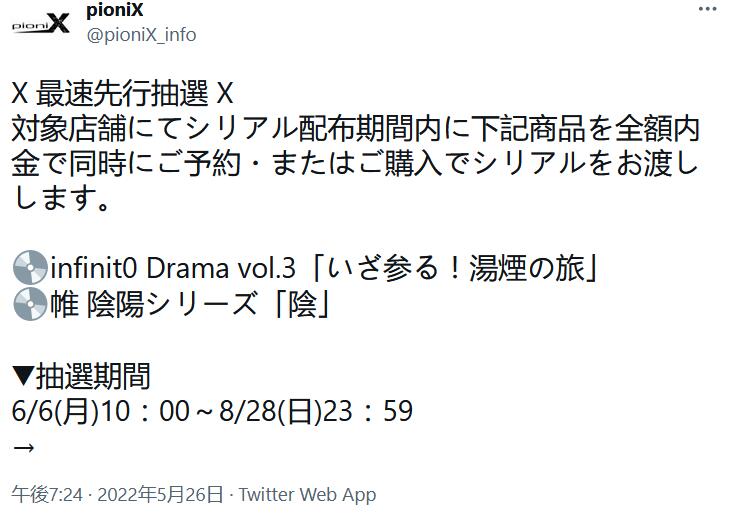 pioniX
pioniX
@pioniX_info
X 最速先行抽選 X
対象店舗にてシリアル配布期間内に下記商品を全額内
金で同時にご予約・またはご購入でシリアルをお渡し
します。
💿infinit0 Drama vol.3「いざ参る！湯煙の旅」
💿帷 陰陽シリーズ「陰」
▼抽選期間
6/6(月)10：00～8/28(日)23：59
→
午後7:24 · 2022年5月26日 · Twitter Web App